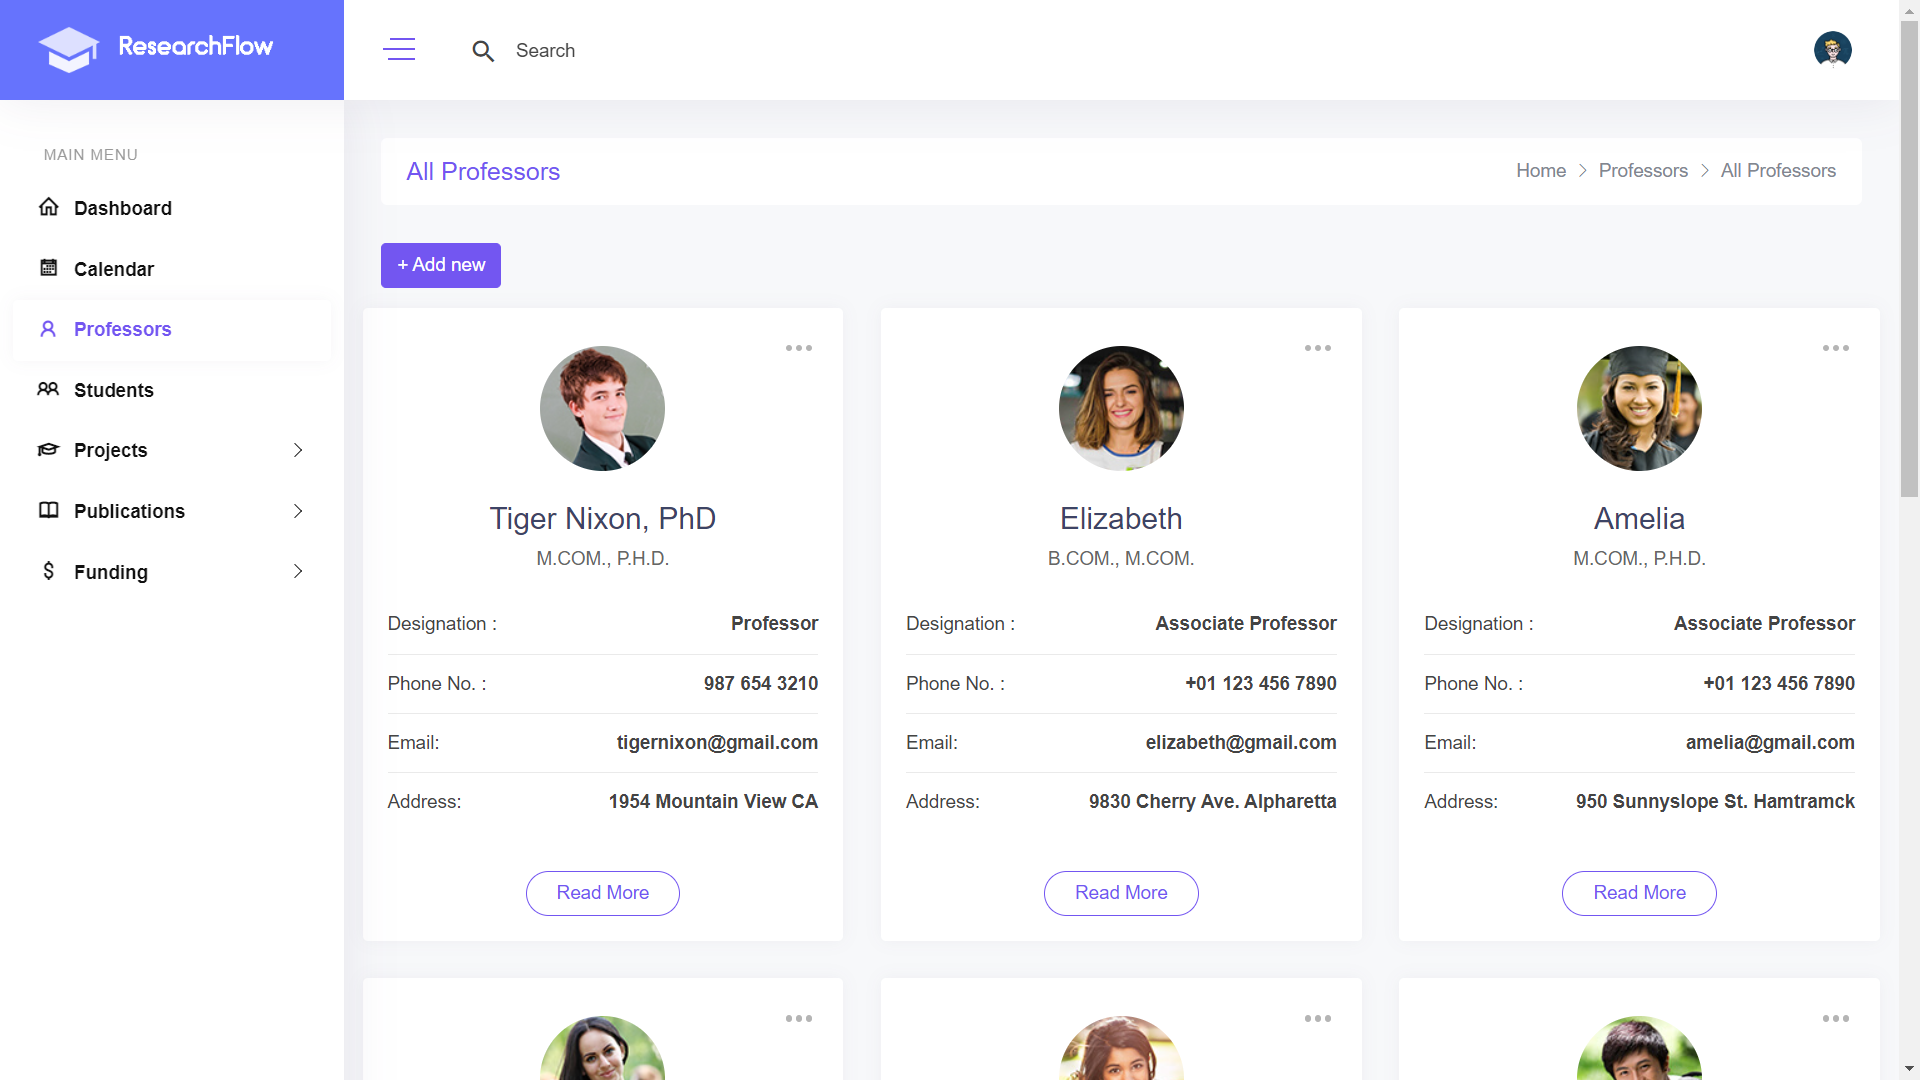 ResearchFlow
Search
MAIN MENU
Dashboard
Calendar
Professors
Students
Projects
Publications
Funding
All Professors
Home > Professors > All Professors
+ Add new
Tiger Nixon, PhD
M.COM., P.H.D.
Designation : Professor
Phone No. : 987 654 3210
Email: tigernixon@gmail.com
Address: 1954 Mountain View CA
Read More
Elizabeth
B.COM., M.COM.
Designation : Associate Professor
Phone No. : +01 123 456 7890
Email: elizabeth@gmail.com
Address: 9830 Cherry Ave. Alpharetta
Read More
Amelia
M.COM., P.H.D.
Designation : Associate Professor
Phone No. : +01 123 456 7890
Email: amelia@gmail.com
Address: 950 Sunnyslope St. Hamtramck
Read More